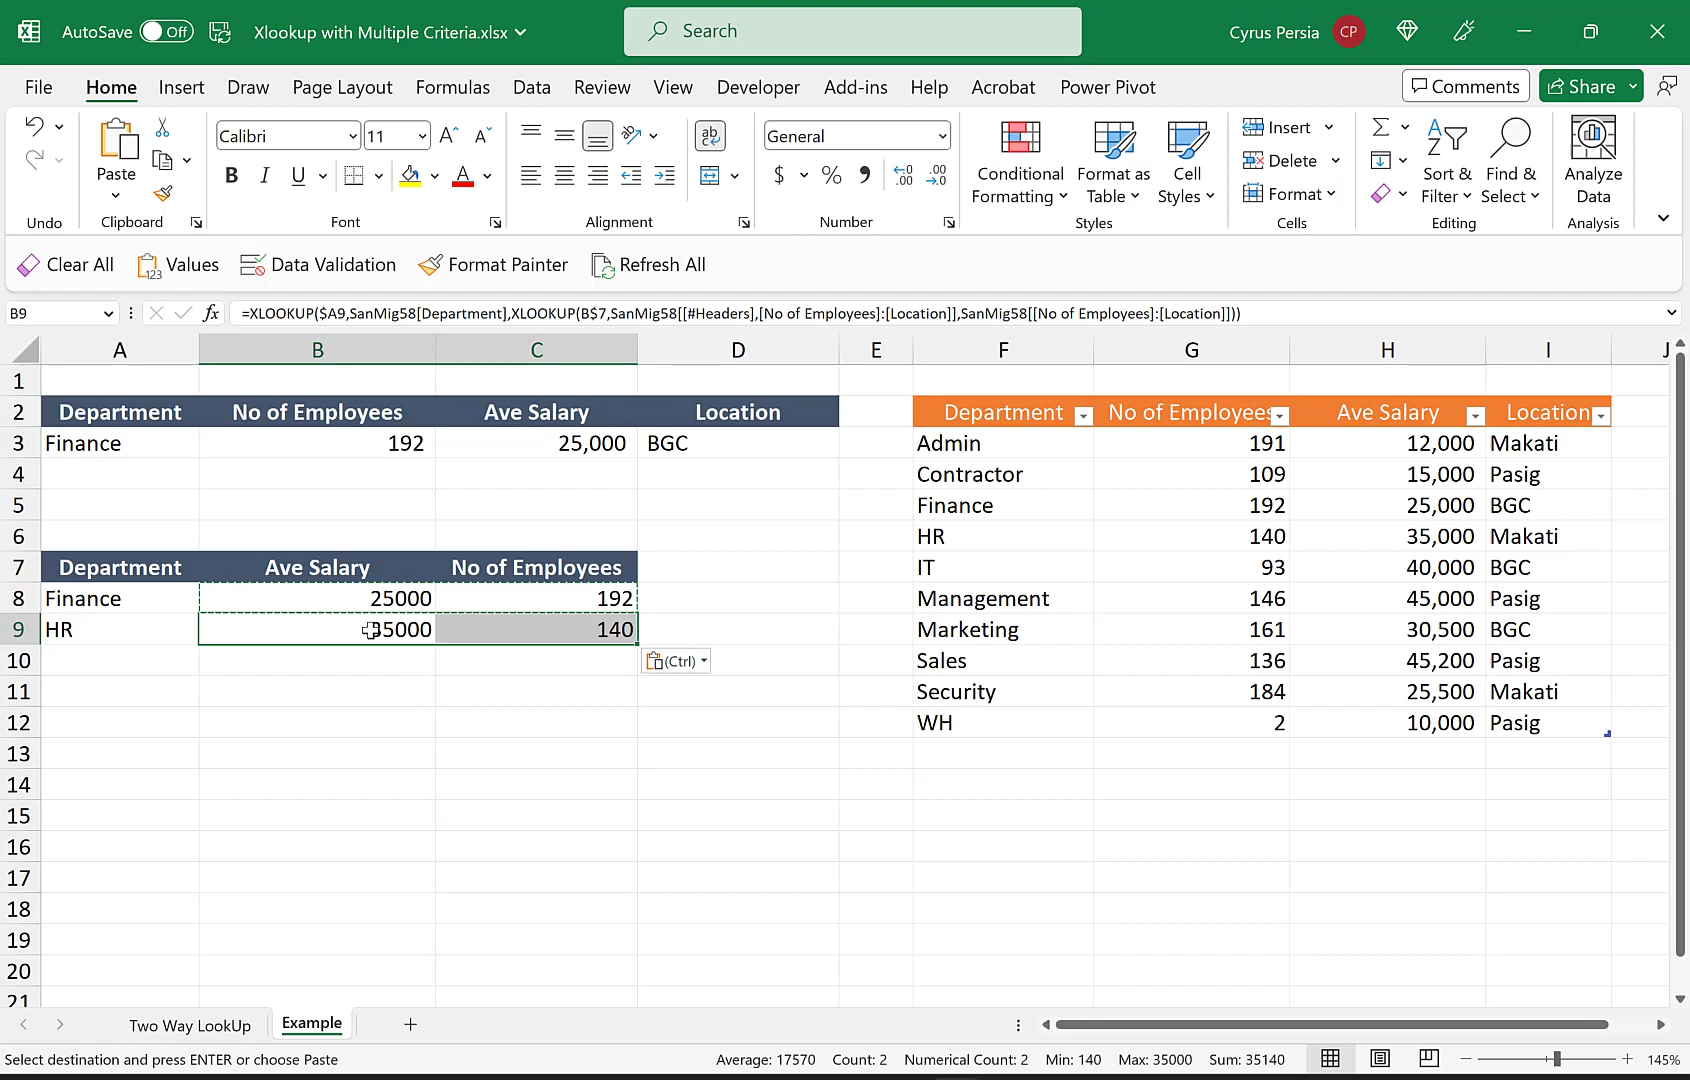 AutoSave Off Xlookup with Multiple Criteria.xlsx Search Cyrus Persia CP
File Home Insert Draw Page Layout Formulas Data Review View Developer Add-ins Help Acrobat Power Pivot Comments Share
Calibri 11 General
Paste
B I U ab c $ % .00 .00
Conditional Formatting
Format as Table
Cell Styles
Insert
Delete
Format
Sort & Filter
Find & Select
Analyze Data
Undo Clipboard Font Alignment Number Styles Cells Editing Analysis
Clear All Values Data Validation Format Painter Refresh All
B9 fx =XLOOKUP($A9,SanMig58[Department],XLOOKUP(B$7,SanMig58[[#Headers],[No of Employees]:[Location]],SanMig58[[No of Employees]:[Location]]))
A B C D E F G H I J
1
2 Department No of Employees Ave Salary Location Department No of Employees Ave Salary Location
3 Finance 192 25,000 BGC Admin 191 12,000 Makati
4 Contractor 109 15,000 Pasig
5 Finance 192 25,000 BGC
6 HR 140 35,000 Makati
7 Department Ave Salary No of Employees IT 93 40,000 BGC
8 Finance 25000 192 Management 146 45,000 Pasig
9 HR 35000 140 Marketing 161 30,500 BGC
10 (Ctrl) Sales 136 45,200 Pasig
11 Security 184 25,500 Makati
12 WH 2 10,000 Pasig
13
14
15
16
17
18
19
20
21
Two Way LookUp Example
Select destination and press ENTER or choose Paste Average: 17570 Count: 2 Numerical Count: 2 Min: 140 Max: 35000 Sum: 35140 145%